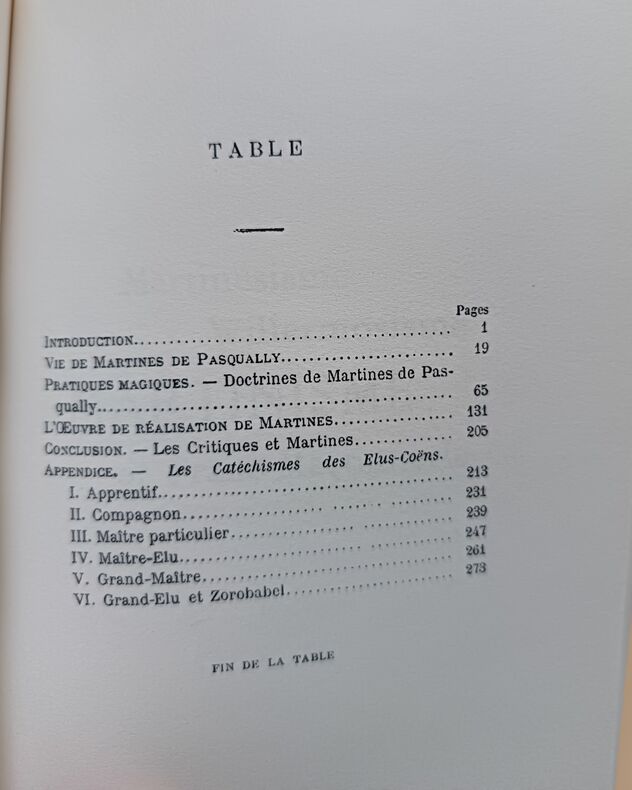 TABLE
Pages
INTRODUCTION.......... 1
VIE DE MARTINES DE PASQUALLY.......... 19
PRATIQUES MAGIQUES. — Doctrines de Martines de Pas-
qually.......... 65
L'ŒUVRE DE RÉALISATION DE MARTINES.......... 131
CONCLUSION. — Les Critiques et Martines.......... 205
APPENDICE. — Les Catéchismes des Elus-Coëns.
I. Apprentif.......... 213
II. Compagnon.......... 231
III. Maître particulier.......... 239
IV. Maître-Elu.......... 247
V. Grand-Maître.......... 261
VI. Grand-Elu et Zorobabel.......... 273
FIN DE LA TABLE